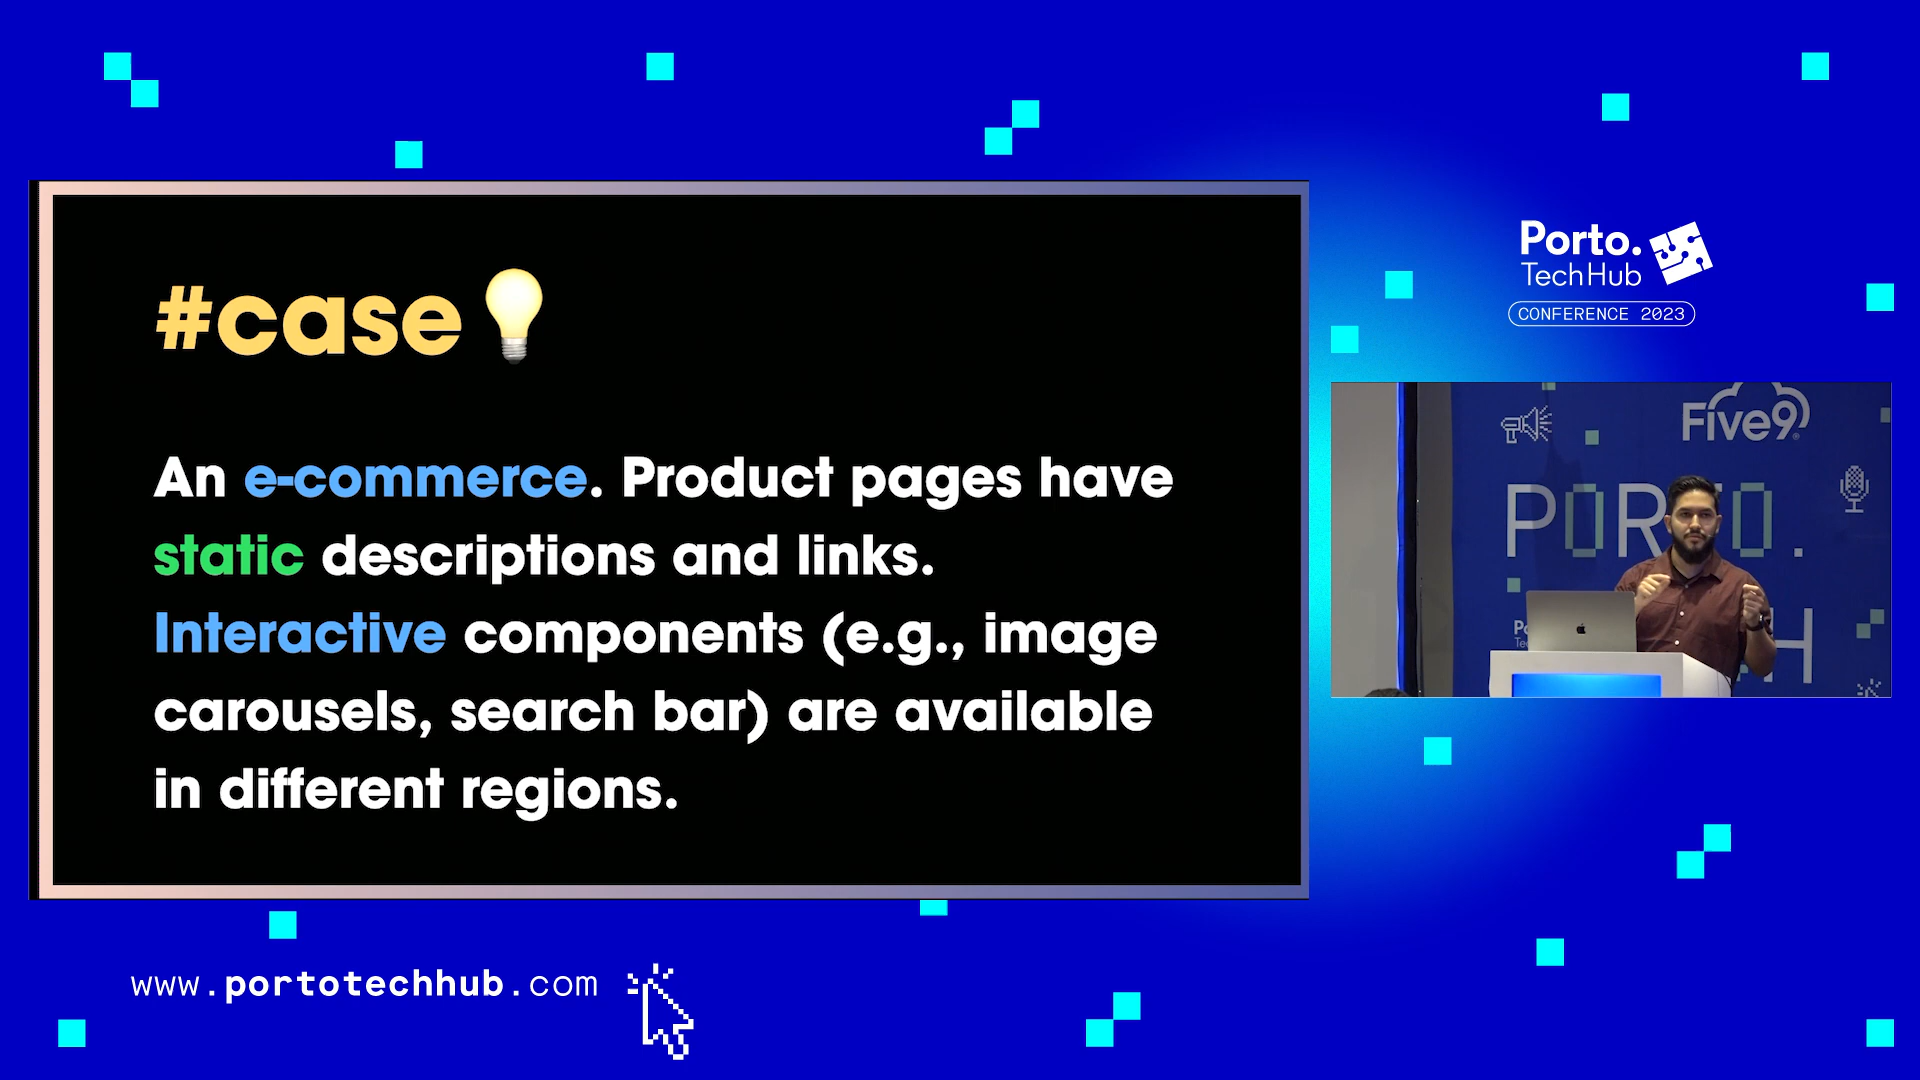 #case
An e-commerce. Product pages have
static descriptions and links.
Interactive components (e.g., image
carousels, search bar) are available
in different regions.
Porto.
TechHub
CONFERENCE 2023
Five9
PORTO.
www.portotechhub.com